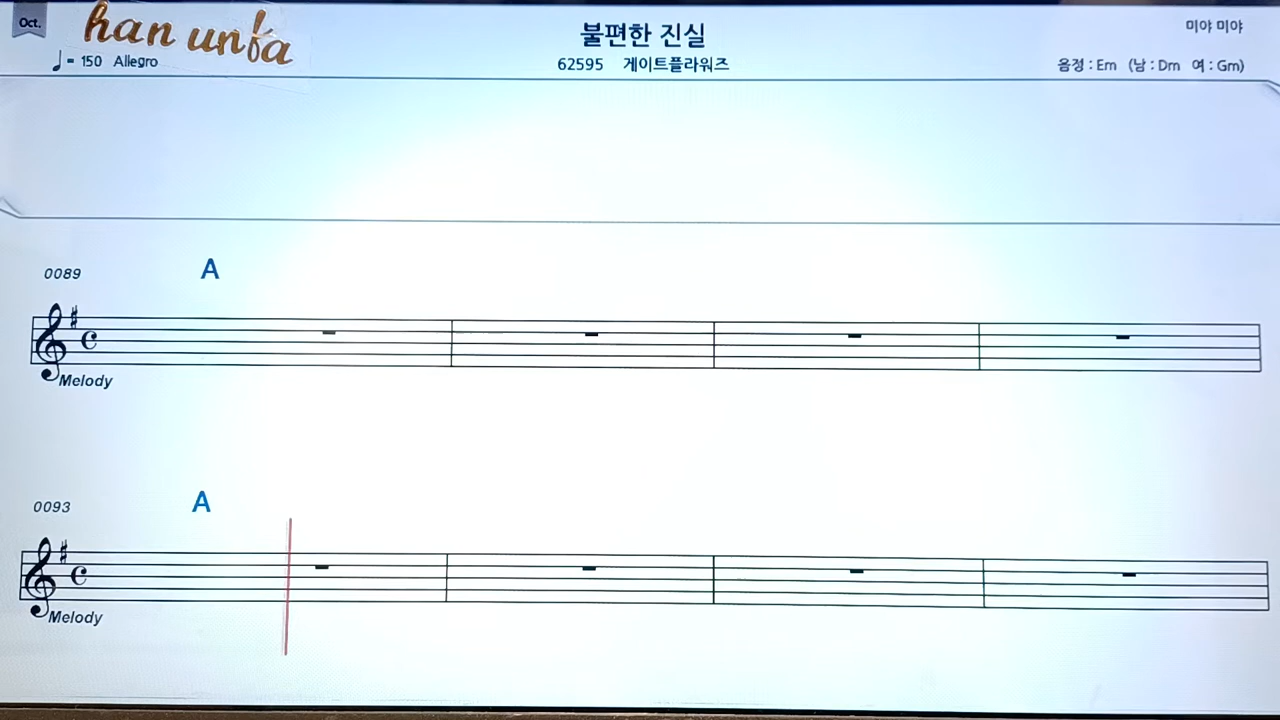 Oct.
han un!a
불편한 진실
미야 미야
♩= 150 Allegro
62595 게이트플라워즈
음정 : Em (남 : Dm 여 : Gm)
0089
A
Melody
0093
A
Melody